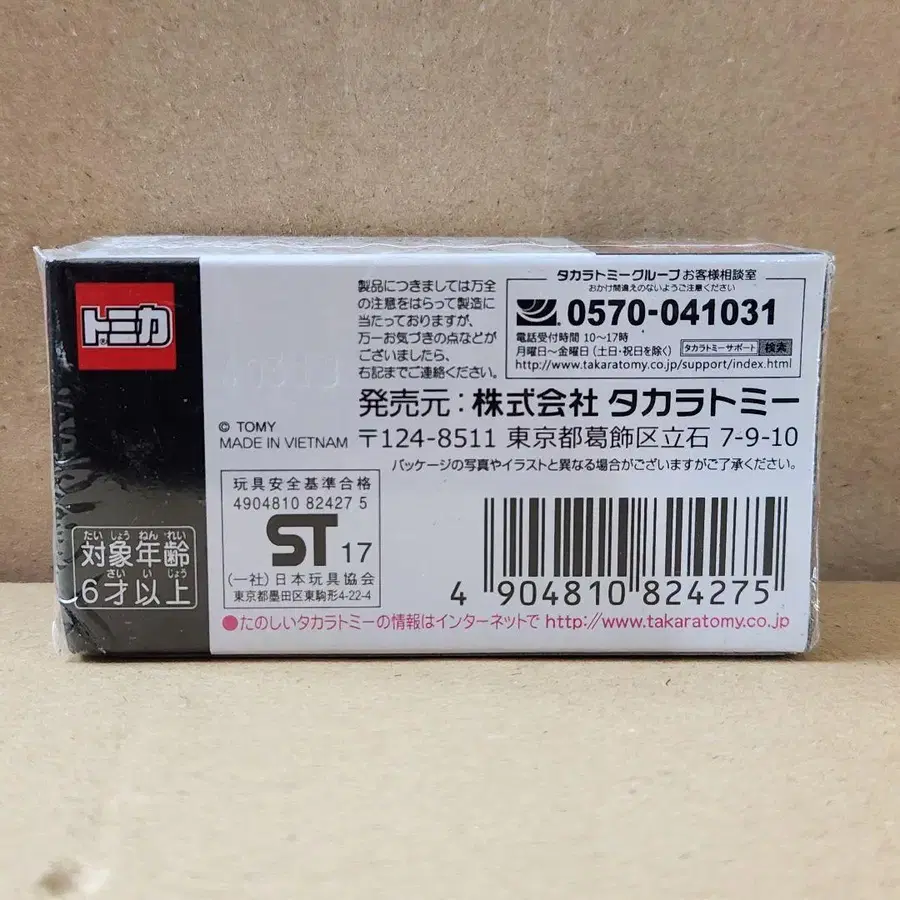 トミカ
®
製品につきましては万全
の注意をはらって製造に
当たっておりますが、
万一お気づきの点などが
ございましたら、
右記までご連絡ください。
タカラトミーグループ お客様相談室
おかけ間違えのないようご注意ください
0570-041031
電話受付時間 10〜17時
月曜日〜金曜日(土日・祝日を除く)
タカラトミーサポート 検索
http://www.takaratomy.co.jp/support/index.html
発売元:株式会社 タカラトミー
© TOMY
MADE IN VIETNAM
〒124-8511 東京都葛飾区立石 7-9-10
パッケージの写真やイラストと異なる場合がございますがご了承ください。
玩具安全基準合格
4904810 82427 5
ST 17
(一社)日本玩具協会
東京都墨田区東駒形4-22-4
たいしょうねんれい
対象年齢
さいいじょう
6才以上
4 904810 824275
●たのしいタカラトミーの情報はインターネットで http://www.takaratomy.co.jp